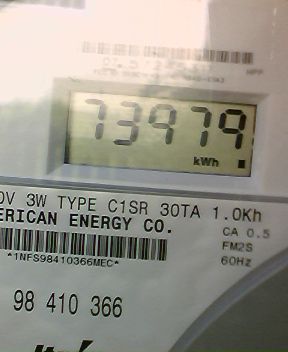 73979
kWh
0V 3W TYPE C1SR 30TA 1.0Kh
ERICAN ENERGY CO.
CA 0.5
FM2S
*1NFS98410366MEC*
60Hz
98 410 366